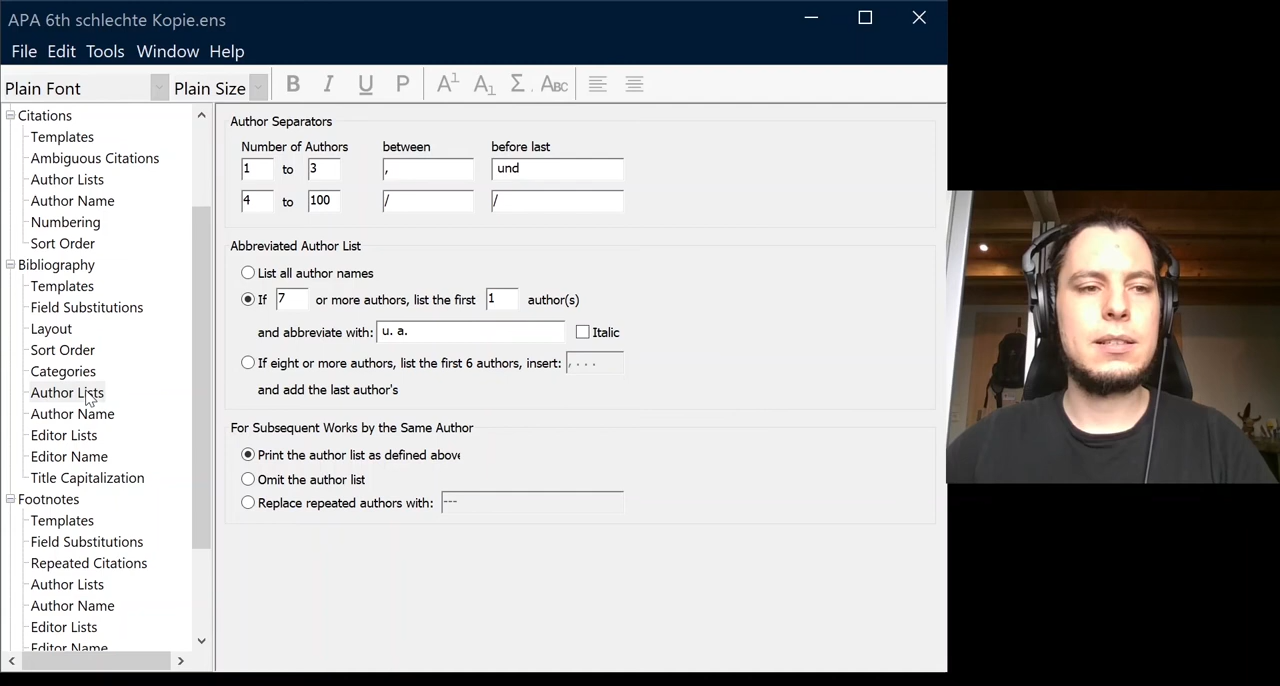 APA 6th schlechte Kopie.ens
File Edit Tools Window Help
Plain Font Plain Size B I U P A1 A1 Σ ABC
Citations
Templates
Ambiguous Citations
Author Lists
Author Name
Numbering
Sort Order
Bibliography
Templates
Field Substitutions
Layout
Sort Order
Categories
Author Lists
Author Name
Editor Lists
Editor Name
Title Capitalization
Footnotes
Templates
Field Substitutions
Repeated Citations
Author Lists
Author Name
Editor Lists
Editor Name
Author Separators
Number of Authors between before last
1 to 3 , und
4 to 100 / /
Abbreviated Author List
List all author names
If 7 or more authors, list the first 1 author(s)
and abbreviate with: u. a. Italic
If eight or more authors, list the first 6 authors, insert: , . . .
and add the last author's
For Subsequent Works by the Same Author
Print the author list as defined above
Omit the author list
Replace repeated authors with: ---